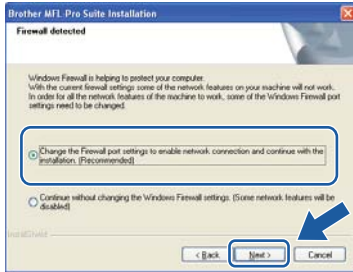 Brother MFL Pro Suite Installation
Firewall detected
Windows Firewall is helping to protect your computer.
With the current firewall settings some of the network features on your machine will not work.
In order for all the network features of the machine to work, some of the Windows Firewall port
settings need to be changed.
Change the Firewall port settings to enable network connection and continue with the
installation. (Recommended)
Continue without changing the Windows Firewall settings. (Some network features will be
disabled)
InstallShield
< Back
Next >
Cancel